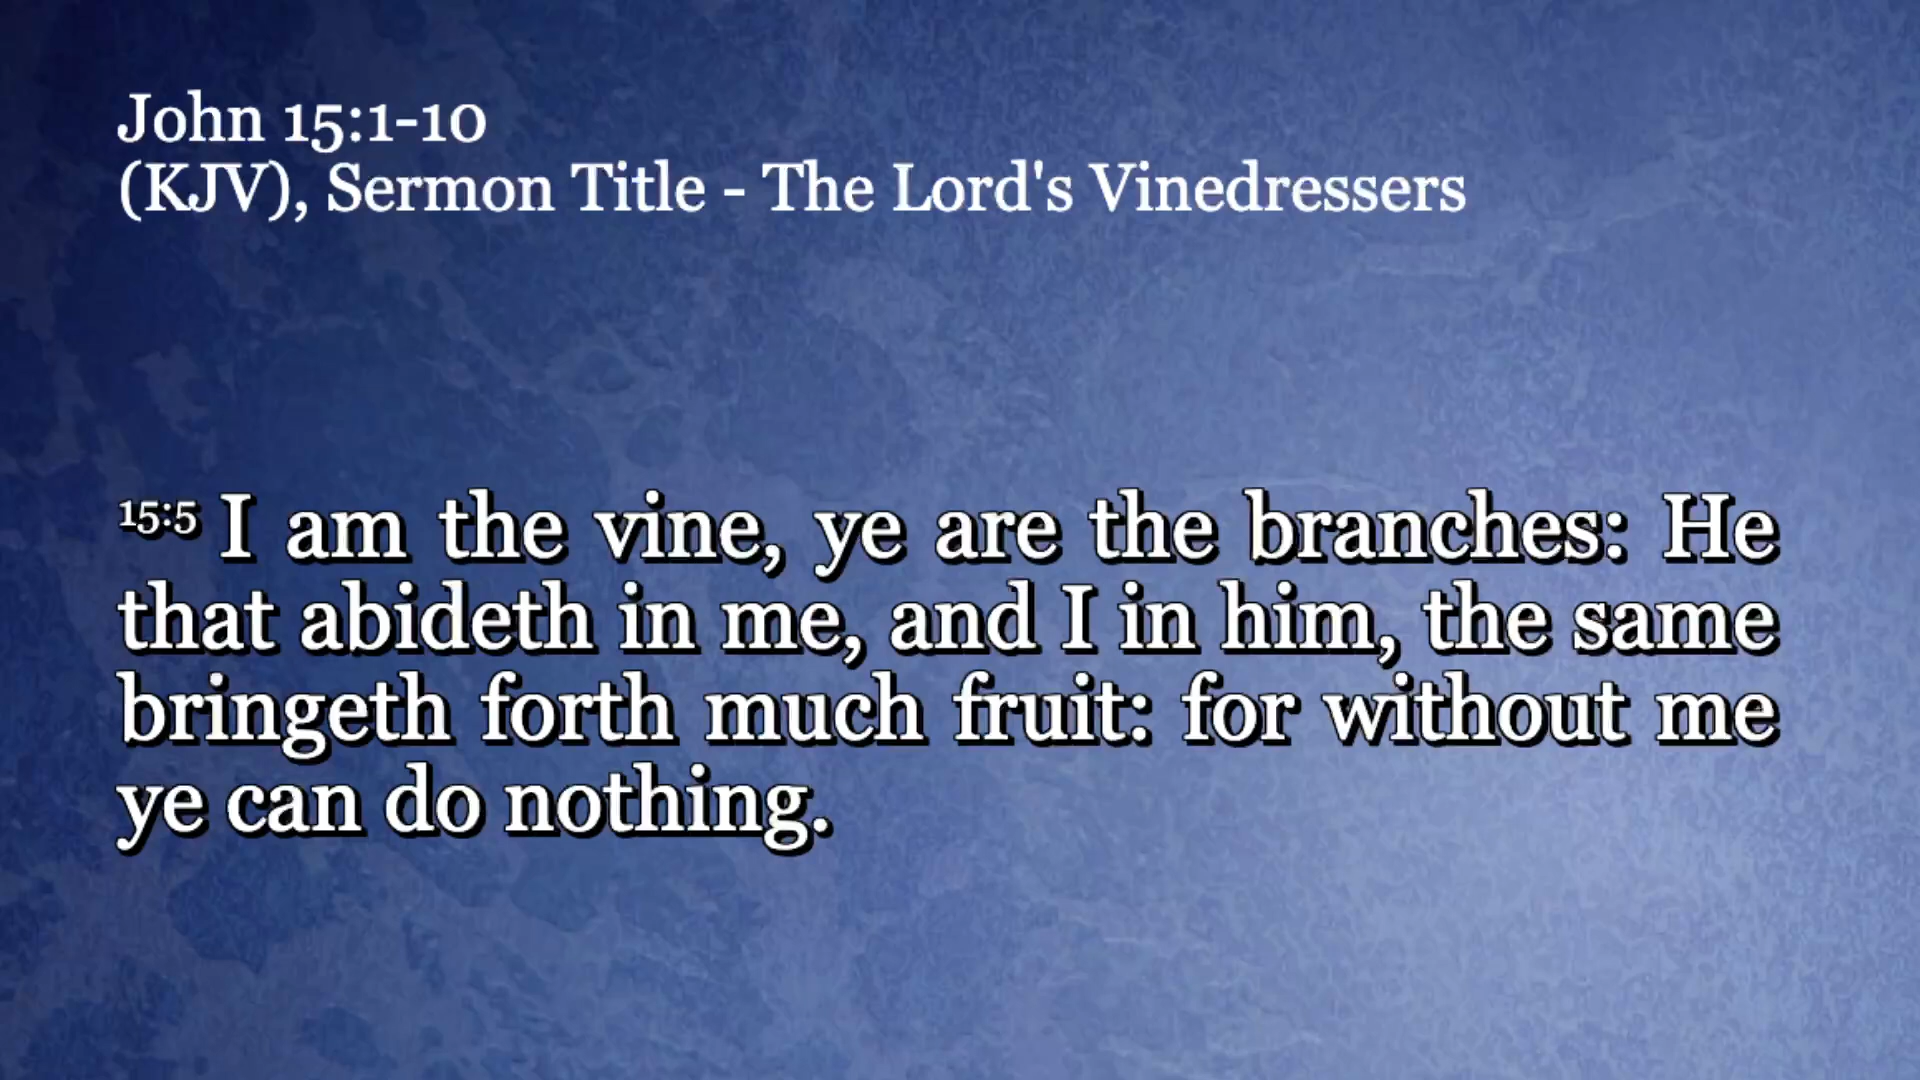 John 15:1-10
(KJV), Sermon Title - The Lord's Vinedressers
15:5 I am the vine, ye are the branches: He
that abideth in me, and I in him, the same
bringeth forth much fruit: for without me
ye can do nothing.